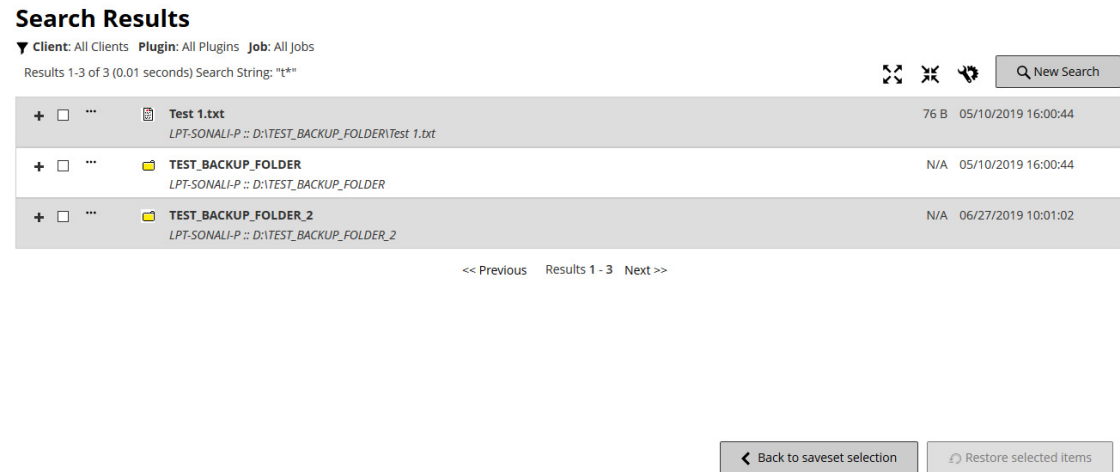 Search Results
Client: All Clients Plugin: All Plugins Job: All Jobs
Results 1-3 of 3 (0.01 seconds) Search String: "t*"
New Search
Test 1.txt 76 B 05/10/2019 16:00:44
LPT-SONALI-P :: D:\TEST_BACKUP_FOLDER\Test 1.txt
TEST_BACKUP_FOLDER N/A 05/10/2019 16:00:44
LPT-SONALI-P :: D:\TEST_BACKUP_FOLDER
TEST_BACKUP_FOLDER_2 N/A 06/27/2019 10:01:02
LPT-SONALI-P :: D:\TEST_BACKUP_FOLDER_2
<< Previous Results 1 - 3 Next >>
Back to saveset selection Restore selected items